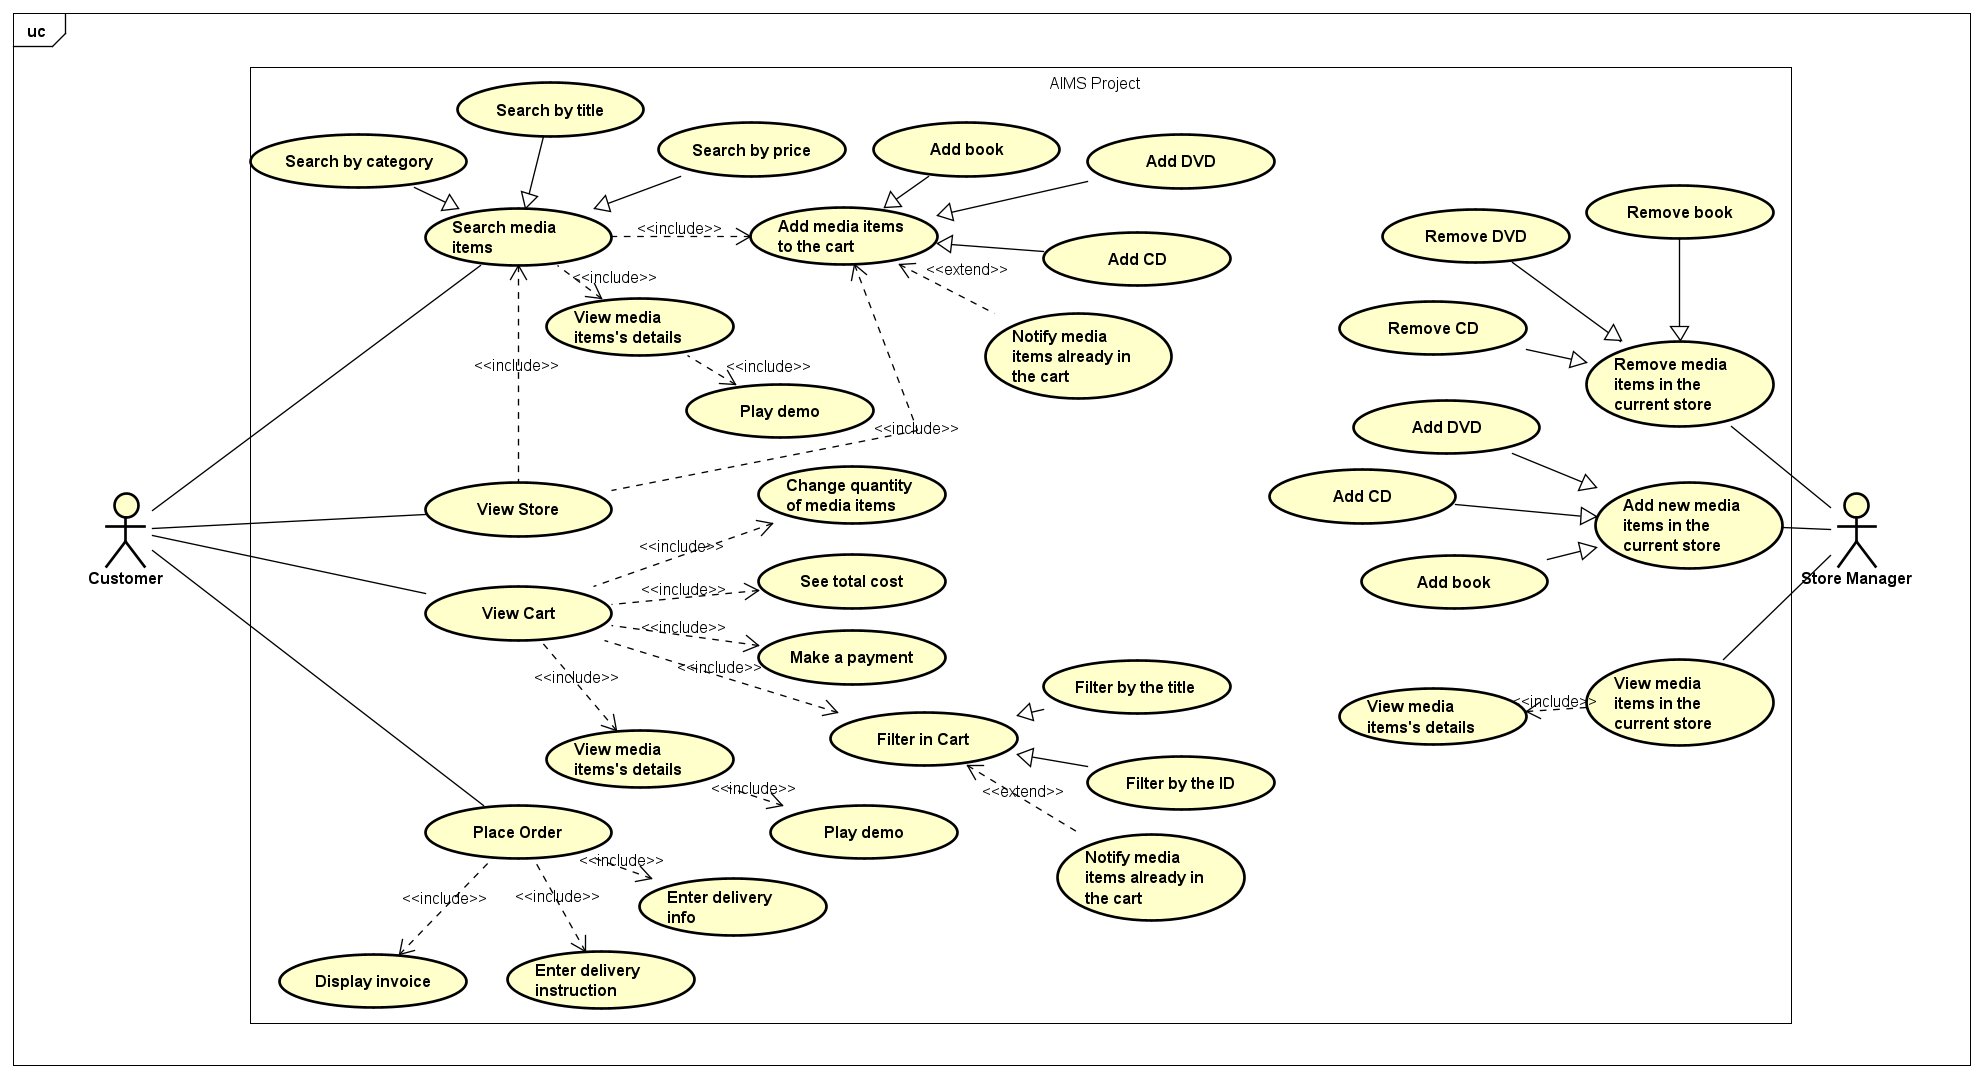 uc
AIMS Project
Search by title
Search by category
Search by price
Add book
Add DVD
Search media
items
<<include>>
Add media items
to the cart
Add CD
<<extend>>
<<include>>
View media
items's details
Notify media
items already in
the cart
<<include>>
<<include>>
Play demo
<<include>>
View Store
Change quantity
of media items
<<include>>
Customer
See total cost
<<include>>
View Cart
<<include>>
Make a payment
<<include>>
<<include>>
Filter by the title
Filter in Cart
View media
items's details
Filter by the ID
<<include>>
<<extend>>
Place Order
Play demo
<<include>>
Notify media
items already in
the cart
<<include>>
<<include>>
Enter delivery
info
Display invoice
Enter delivery
instruction
Remove book
Remove DVD
Remove CD
Remove media
items in the
current store
Add DVD
Add CD
Add new media
items in the
current store
Add book
Store Manager
View media
items in the
current store
<<include>>
View media
items's details